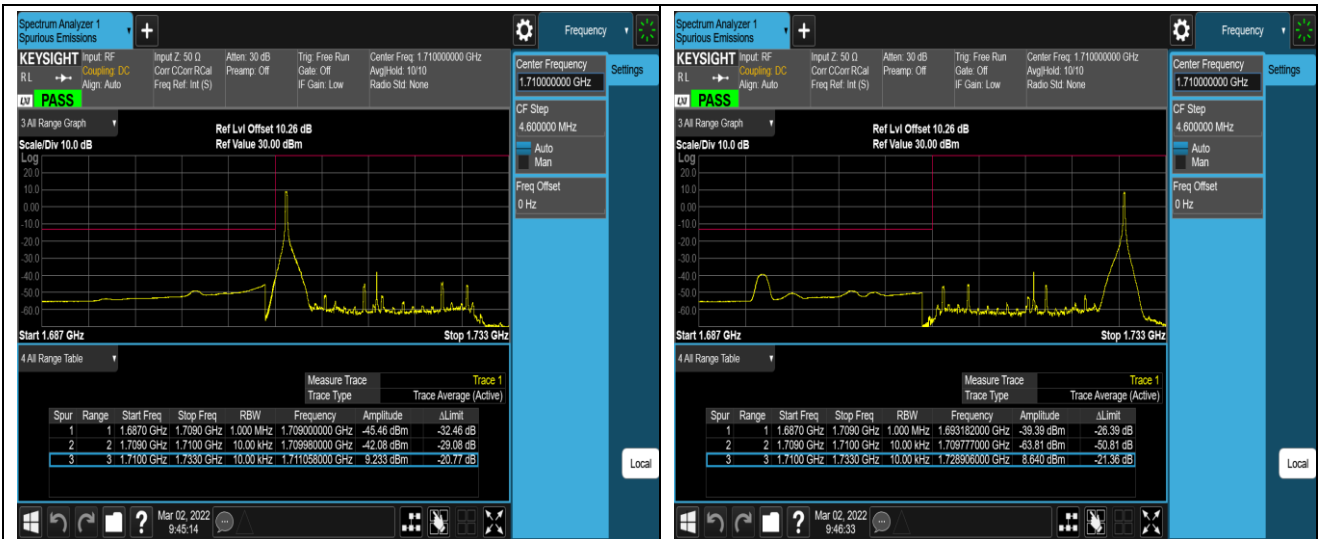 Spectrum Analyzer 1
Spurious Emissions
Frequency
KEYSIGHT Input: RF Input Z: 50 Ω Atten: 30 dB Trig: Free Run Center Freq: 1.710000000 GHz
RL Coupling: DC Corr CCorr RCal Preamp: Off Gate: Off Avg|Hold: 10/10
Align: Auto Freq Ref: Int (S) IF Gain: Low Radio Std: None
LXI PASS
Center Frequency
1.710000000 GHz
Settings
CF Step
4.600000 MHz
Auto
Man
Freq Offset
0 Hz
3 All Range Graph
Ref Lvl Offset 10.26 dB
Scale/Div 10.0 dB Ref Value 30.00 dBm
Log
20.0
10.0
0.00
-10.0
-20.0
-30.0
-40.0
-50.0
-60.0
Start 1.687 GHz Stop 1.733 GHz
4 All Range Table
Measure Trace Trace 1
Trace Type Trace Average (Active)
Spur Range Start Freq Stop Freq RBW Frequency Amplitude ΔLimit
1 1 1.6870 GHz 1.7090 GHz 1.000 MHz 1.709000000 GHz -45.46 dBm -32.46 dB
2 2 1.7090 GHz 1.7100 GHz 10.00 kHz 1.709980000 GHz -42.08 dBm -29.08 dB
3 3 1.7100 GHz 1.7330 GHz 10.00 kHz 1.711058000 GHz 9.233 dBm -20.77 dB
Local
? Mar 02, 2022
9:45:14
Spectrum Analyzer 1
Spurious Emissions
Frequency
KEYSIGHT Input: RF Input Z: 50 Ω Atten: 30 dB Trig: Free Run Center Freq: 1.710000000 GHz
RL Coupling: DC Corr CCorr RCal Preamp: Off Gate: Off Avg|Hold: 10/10
Align: Auto Freq Ref: Int (S) IF Gain: Low Radio Std: None
LXI PASS
Center Frequency
1.710000000 GHz
Settings
CF Step
4.600000 MHz
Auto
Man
Freq Offset
0 Hz
3 All Range Graph
Ref Lvl Offset 10.26 dB
Scale/Div 10.0 dB Ref Value 30.00 dBm
Log
20.0
10.0
0.00
-10.0
-20.0
-30.0
-40.0
-50.0
-60.0
Start 1.687 GHz Stop 1.733 GHz
4 All Range Table
Measure Trace Trace 1
Trace Type Trace Average (Active)
Spur Range Start Freq Stop Freq RBW Frequency Amplitude ΔLimit
1 1 1.6870 GHz 1.7090 GHz 1.000 MHz 1.693182000 GHz -39.39 dBm -26.39 dB
2 2 1.7090 GHz 1.7100 GHz 10.00 kHz 1.709777000 GHz -63.81 dBm -50.81 dB
3 3 1.7100 GHz 1.7330 GHz 10.00 kHz 1.728906000 GHz 8.640 dBm -21.36 dB
Local
? Mar 02, 2022
9:46:33